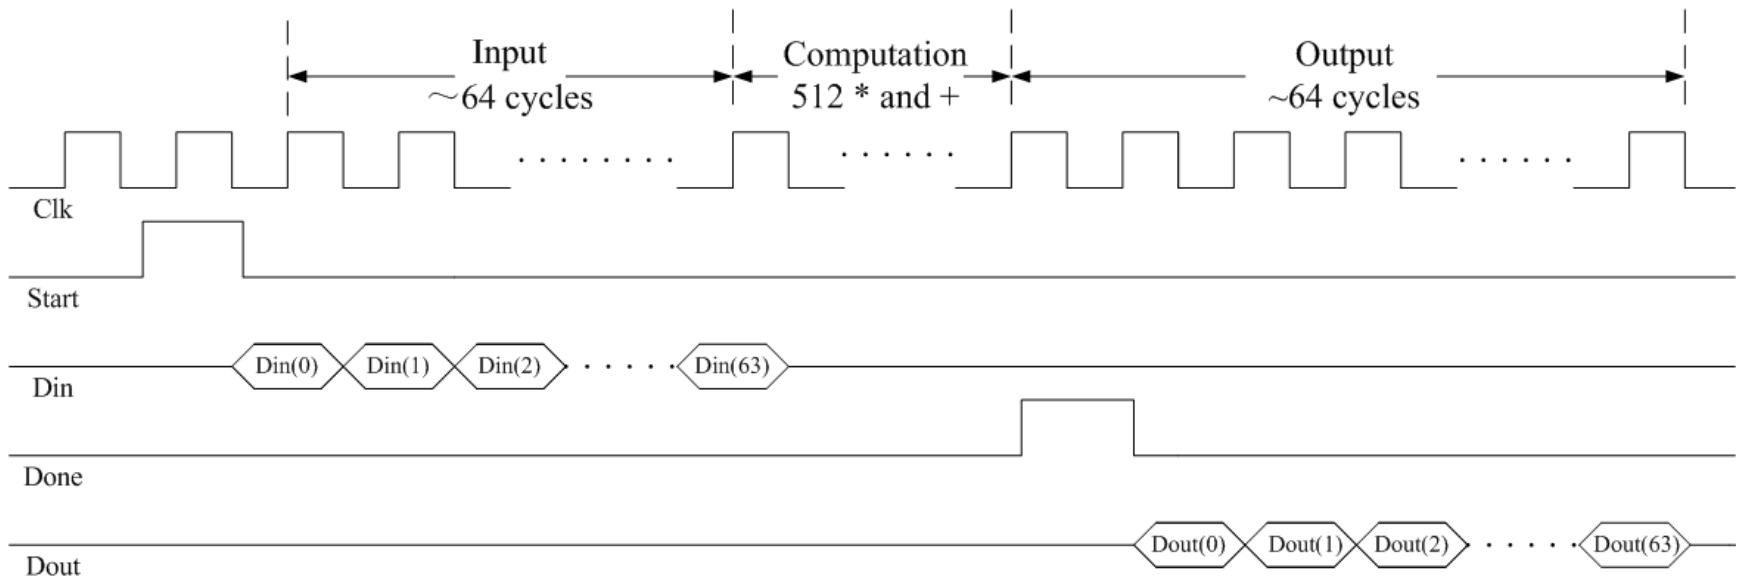 Input
~64 cycles
Computation
512 * and +
Output
~64 cycles
Clk
Start
Din(0) Din(1) Din(2) Din(63)
Din
Done
Dout(0) Dout(1) Dout(2) Dout(63)
Dout